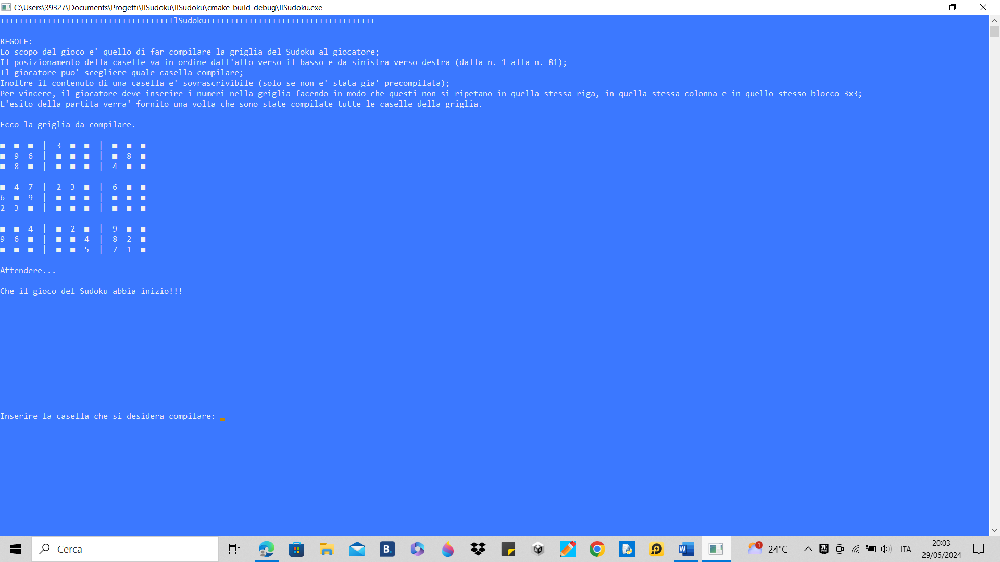 C:\Users\39327\Documents\Progetti\IlSudoku\IlSudoku\cmake-build-debug\IlSudoku.exe
++++++++++++++++++++++++++++++++++++IlSudoku++++++++++++++++++++++++++++++++++++
REGOLE:
Lo scopo del gioco e' quello di far compilare la griglia del Sudoku al giocatore;
Il posizionamento della caselle va in ordine dall'alto verso il basso e da sinistra verso destra (dalla n. 1 alla n. 81);
Il giocatore puo' scegliere quale casella compilare;
Inoltre il contenuto di una casella e' sovrascrivibile (solo se non e' stata gia' precompilata);
Per vincere, il giocatore deve inserire i numeri nella griglia facendo in modo che questi non si ripetano in quella stessa riga, in quella stessa colonna e in quello stesso blocco 3x3;
L'esito della partita verra' fornito una volta che sono state compilate tutte le caselle della griglia.
Ecco la griglia da compilare.
■ ■ ■ | 3 ■ ■ | ■ ■ ■
■ 9 6 | ■ ■ ■ | ■ 8 ■
■ 8 ■ | ■ ■ ■ | 4 ■ ■
-------------------------------
■ 4 7 | 2 3 ■ | 6 ■ ■
6 ■ 9 | ■ ■ ■ | ■ ■ ■
2 3 ■ | ■ ■ ■ | ■ ■ ■
-------------------------------
■ ■ 4 | ■ 2 ■ | 9 ■ ■
9 6 ■ | ■ ■ 4 | 8 2 ■
■ ■ ■ | ■ ■ 5 | 7 1 ■
Attendere...
Che il gioco del Sudoku abbia inizio!!!
Inserire la casella che si desidera compilare:
Cerca
B.
W
1
24°C
EPIC GAMES
ITA
20:03
29/05/2024